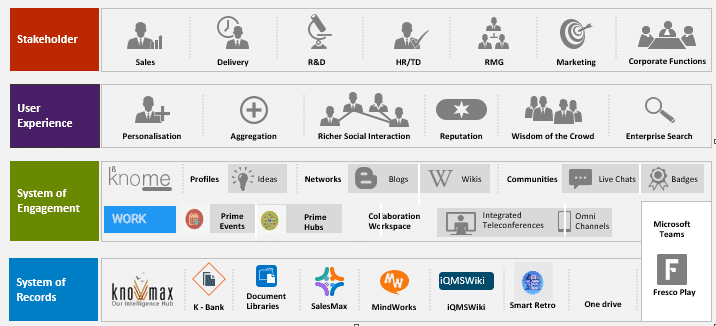 Stakeholder
Sales
Delivery
R&D
HR/TD
RMG
Marketing
Corporate Functions
User
Experience
Personalisation
Aggregation
Richer Social Interaction
Reputation
Wisdom of the Crowd
Enterprise Search
System of
Engagement
β
knome
Profiles
Ideas
Networks
Blogs
W
Wikis
Communities
Live Chats
Badges
WORK
Prime
Events
Prime
Hubs
Collaboration
Workspace
Integrated
Teleconferences
Omni
Channels
Microsoft
Teams
F
Fresco Play
System of
Records
knowmax
Our Intelligence Hub
K - Bank
Document
Libraries
SalesMax
MW
MindWorks
iQMSWiki
iQMSWiki
Smart Retro
One drive